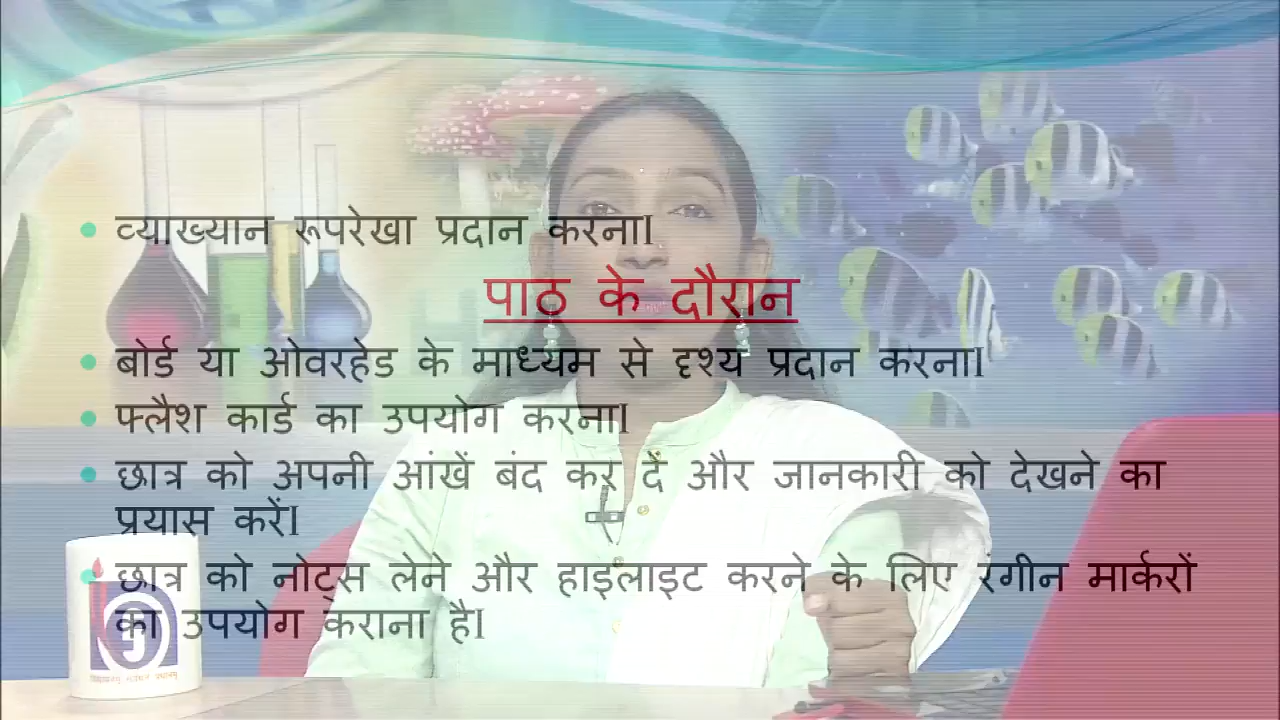 व्याख्यान रूपरेखा प्रदान करनाI
पाठ के दौरान
बोर्ड या ओवरहेड के माध्यम से दृश्य प्रदान करनाI
फ्लैश कार्ड का उपयोग करनाI
छात्र को अपनी आंखें बंद कर दें और जानकारी को देखने का
प्रयास करेंI
छात्र को नोट्स लेने और हाइलाइट करने के लिए रंगीन मार्करों
का उपयोग कराना हैI